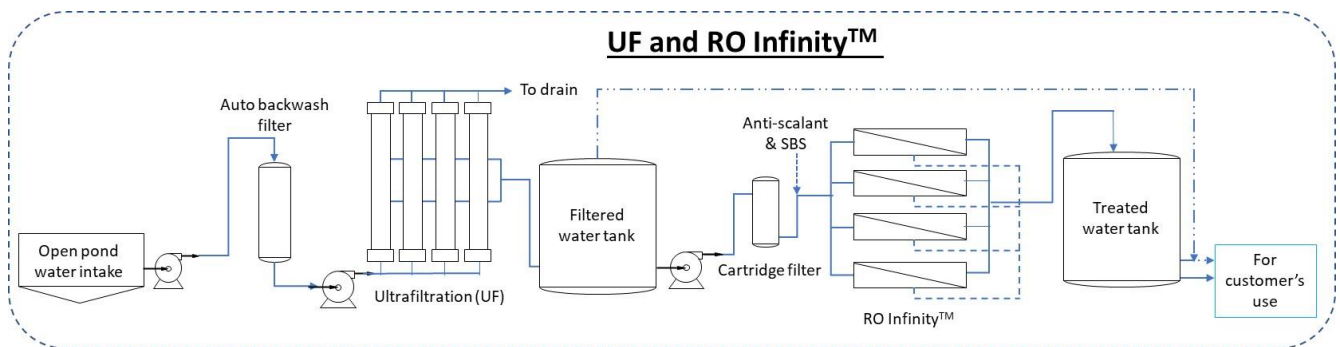 UF and RO Infinity™
To drain
Auto backwash
filter
Anti-scalant
& SBS
Open pond
water intake
Ultrafiltration (UF)
Filtered
water tank
Cartridge filter
RO Infinity™
Treated
water tank
For
customer’s
use